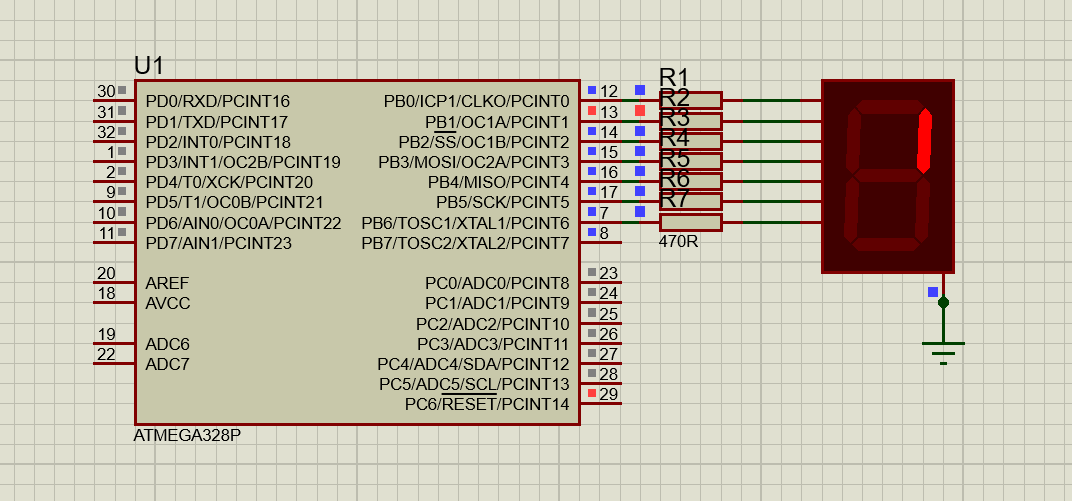 U1
30 PD0/RXD/PCINT16
31 PD1/TXD/PCINT17
32 PD2/INT0/PCINT18
1 PD3/INT1/OC2B/PCINT19
2 PD4/T0/XCK/PCINT20
9 PD5/T1/OC0B/PCINT21
10 PD6/AIN0/OC0A/PCINT22
11 PD7/AIN1/PCINT23
20 AREF
18 AVCC
19 ADC6
22 ADC7
PB0/ICP1/CLKO/PCINT0 12
PB1/OC1A/PCINT1 13
PB2/SS/OC1B/PCINT2 14
PB3/MOSI/OC2A/PCINT3 15
PB4/MISO/PCINT4 16
PB5/SCK/PCINT5 17
PB6/TOSC1/XTAL1/PCINT6 7
PB7/TOSC2/XTAL2/PCINT7 8
PC0/ADC0/PCINT8 23
PC1/ADC1/PCINT9 24
PC2/ADC2/PCINT10 25
PC3/ADC3/PCINT11 26
PC4/ADC4/SDA/PCINT12 27
PC5/ADC5/SCL/PCINT13 28
PC6/RESET/PCINT14 29
ATMEGA328P
R1
R2
R3
R4
R5
R6
R7
470R